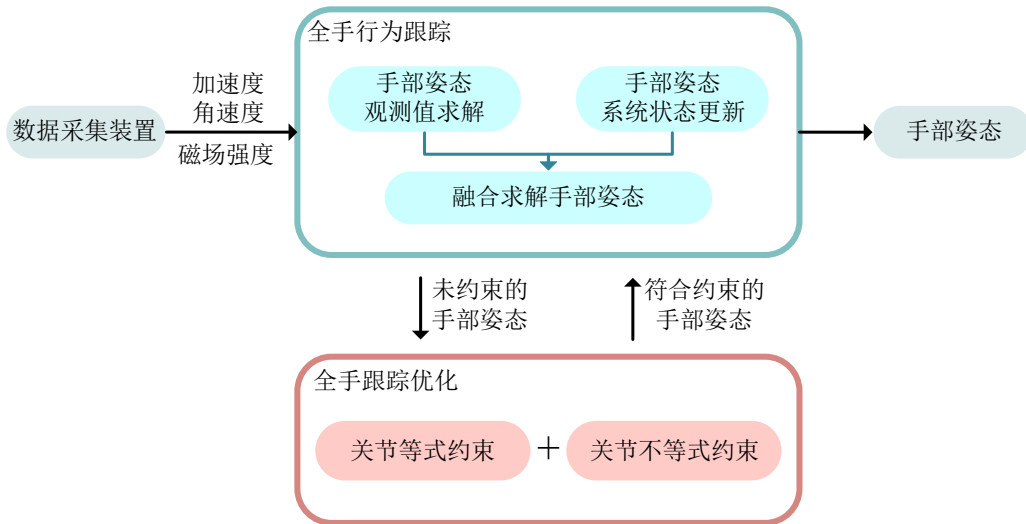 全手行为跟踪
手部姿态
观测值求解
手部姿态
系统状态更新
加速度
角速度
数据采集装置
磁场强度
手部姿态
融合求解手部姿态
未约束的
手部姿态
符合约束的
手部姿态
全手跟踪优化
关节等式约束
+
关节不等式约束